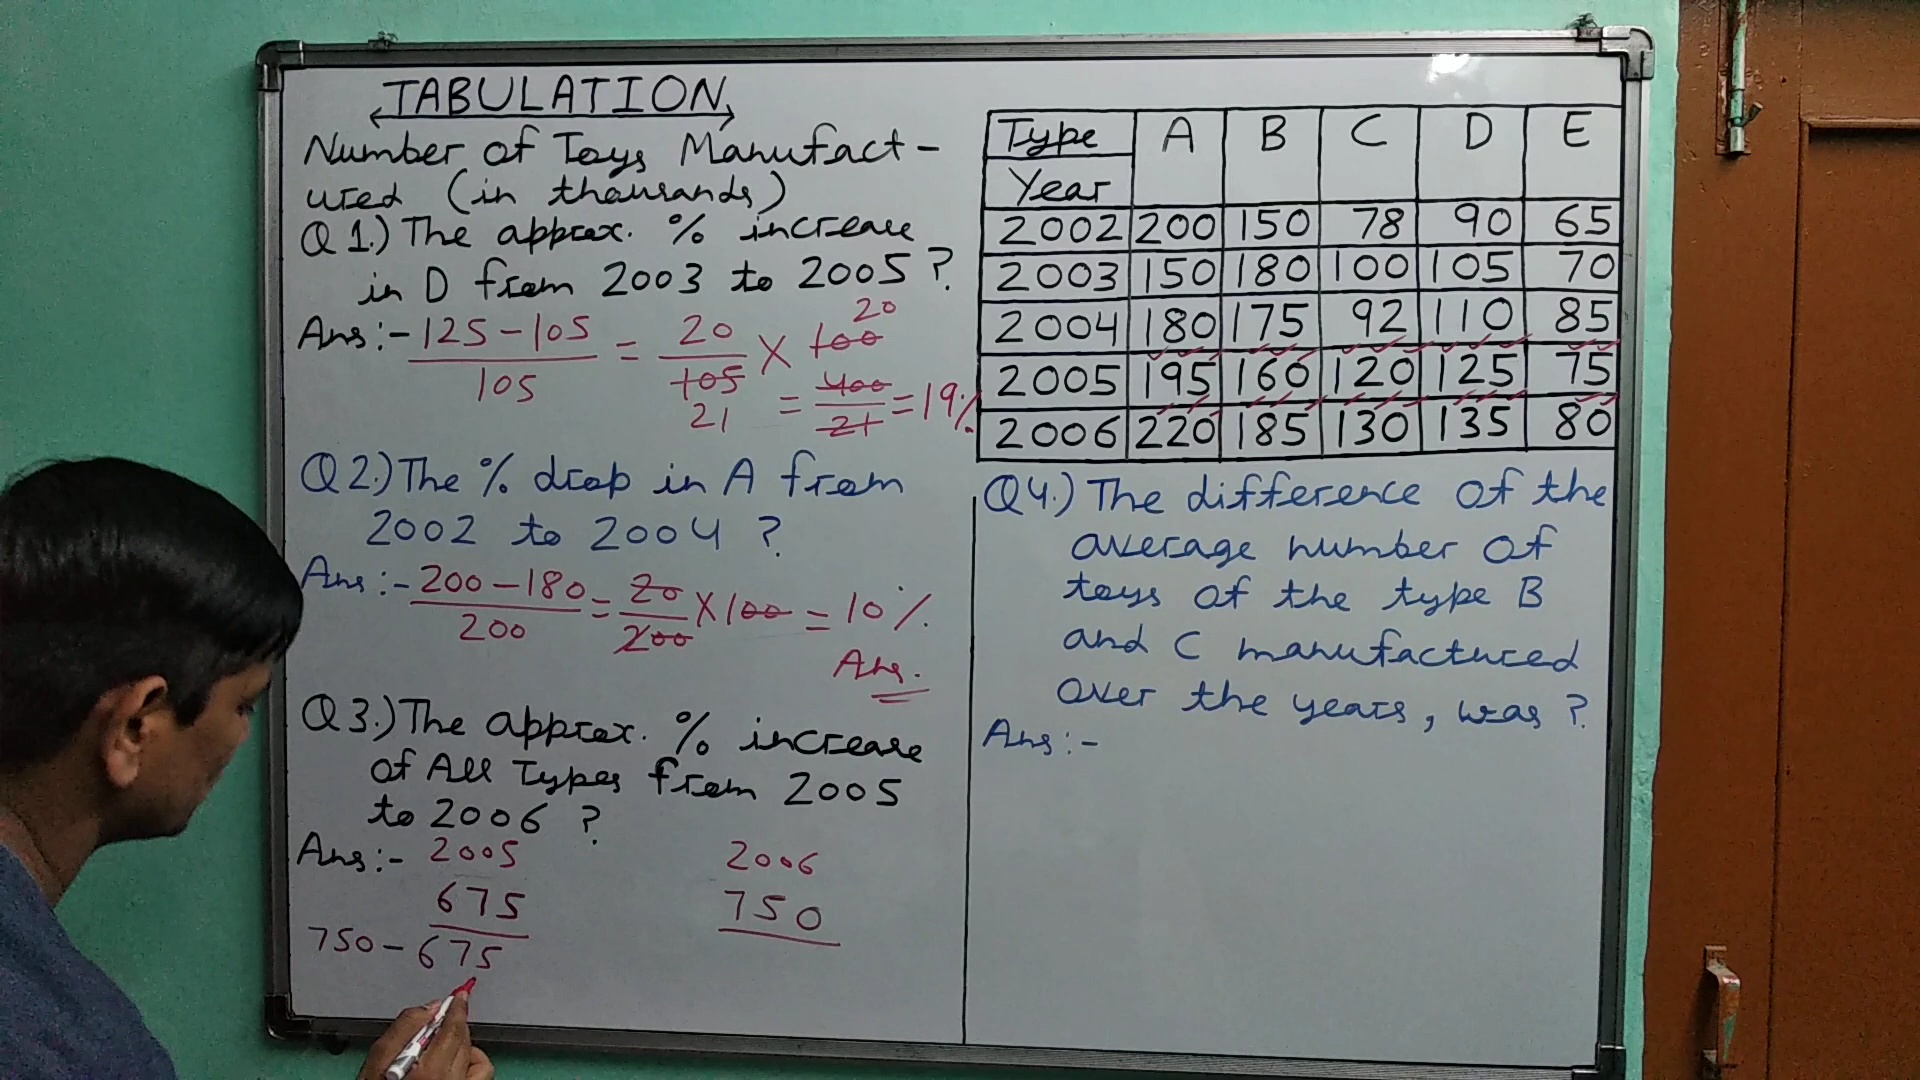 TABULATION
Number of Toys Manufact-
ured (in thousands)
Q1.) The approx. % increase
in D from 2003 to 2005 ?
Ans:- 125-105 / 105 = 20 / 105 21 × 100 20
= 400 / 21 = 19%.
Q2.) The % drop in A from
2002 to 2004 ?
Ans:- 200-180 / 200 = 20 / 200 × 100 = 10%.
Ans.
Q3.) The approx. % increase
of All Types from 2005
to 2006 ?
Ans:- 2005 2006
675 750
750-675
Type A B C D E
Year
2002 200 150 78 90 65
2003 150 180 100 105 70
2004 180 175 92 110 85
2005 195 160 120 125 75
2006 220 185 130 135 80
Q4.) The difference of the
average number of
toys of the type B
and C manufactured
over the years, was ?
Ans:-